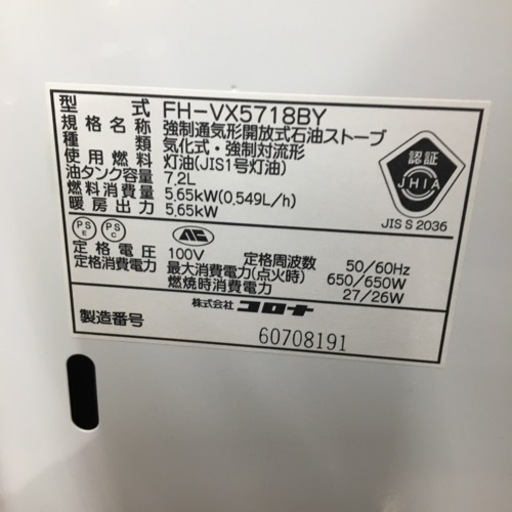 型式 FH-VX5718BY
規格名称 強制通気形開放式石油ストーブ
種類 気化式・強制対流形
使用燃料 灯油(JIS1号灯油)
油タンク容量 7.2L
燃料消費量 5.65kW(0.549L/h)
暖房出力 5.65kW
認証
JHIA
JIS S 2036
PS E PS C
定格電圧 100V 定格周波数 50/60Hz
定格消費電力 最大消費電力(点火時) 650/650W
燃焼時消費電力 27/26W
株式会社 コロナ
製造番号 60708191